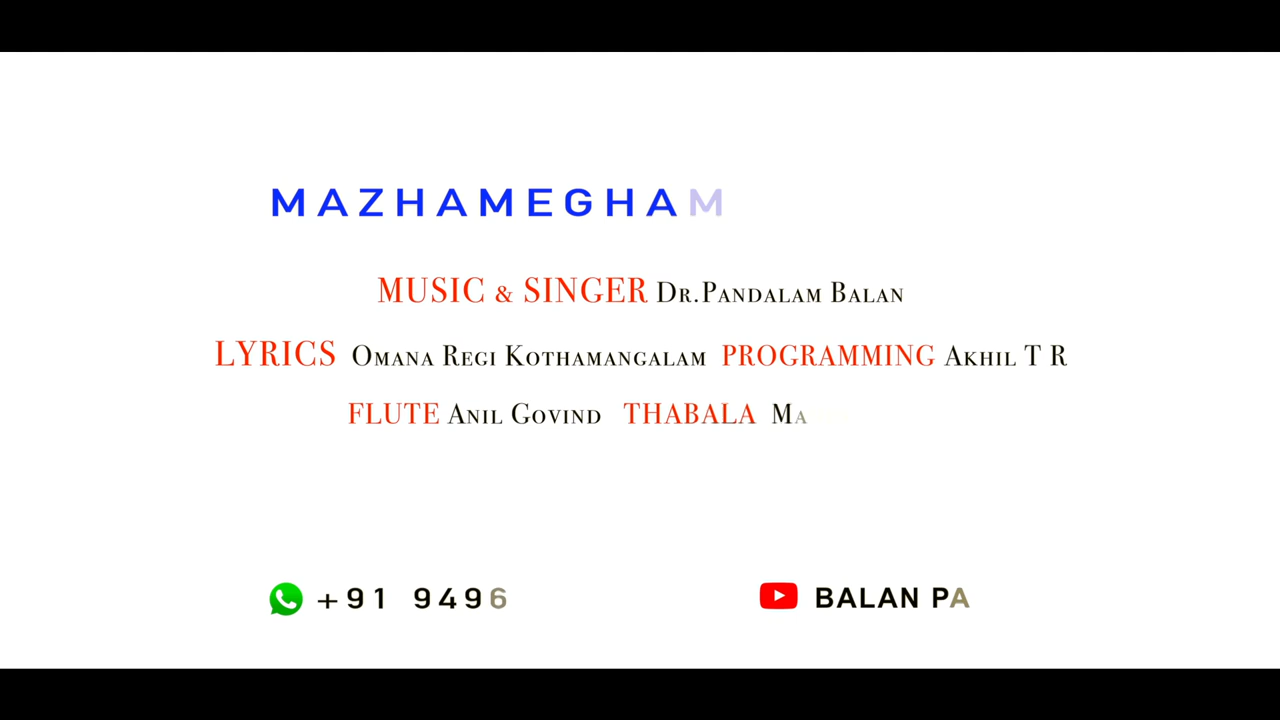 MAZHAMEGHAM
MUSIC & SINGER Dr.Pandalam Balan
LYRICS Omana Regi Kothamangalam PROGRAMMING Akhil T R
FLUTE Anil Govind THABALA Ma
+91 9496
BALAN PA